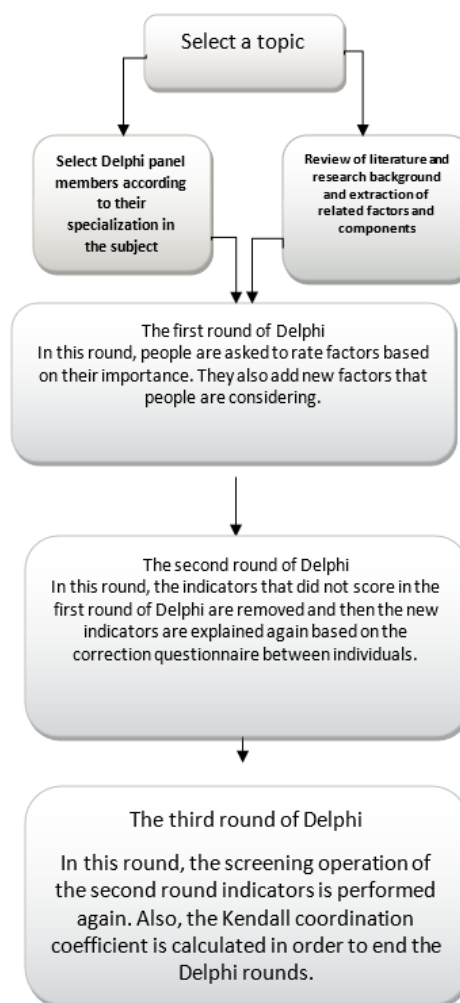 Select a topic
Select Delphi panel
members according
to their
specialization in
the subject
Review of literature and
research background
and extraction of
related factors and
components
The first round of Delphi
In this round, people are asked to rate factors based
on their importance. They also add new factors that
people are considering.
The second round of Delphi
In this round, the indicators that did not score in the
first round of Delphi are removed and then the new
indicators are explained again based on the
correction questionnaire between individuals.
The third round of Delphi
In this round, the screening operation of
the second round indicators is performed
again. Also, the Kendall coordination
coefficient is calculated in order to end the
Delphi rounds.